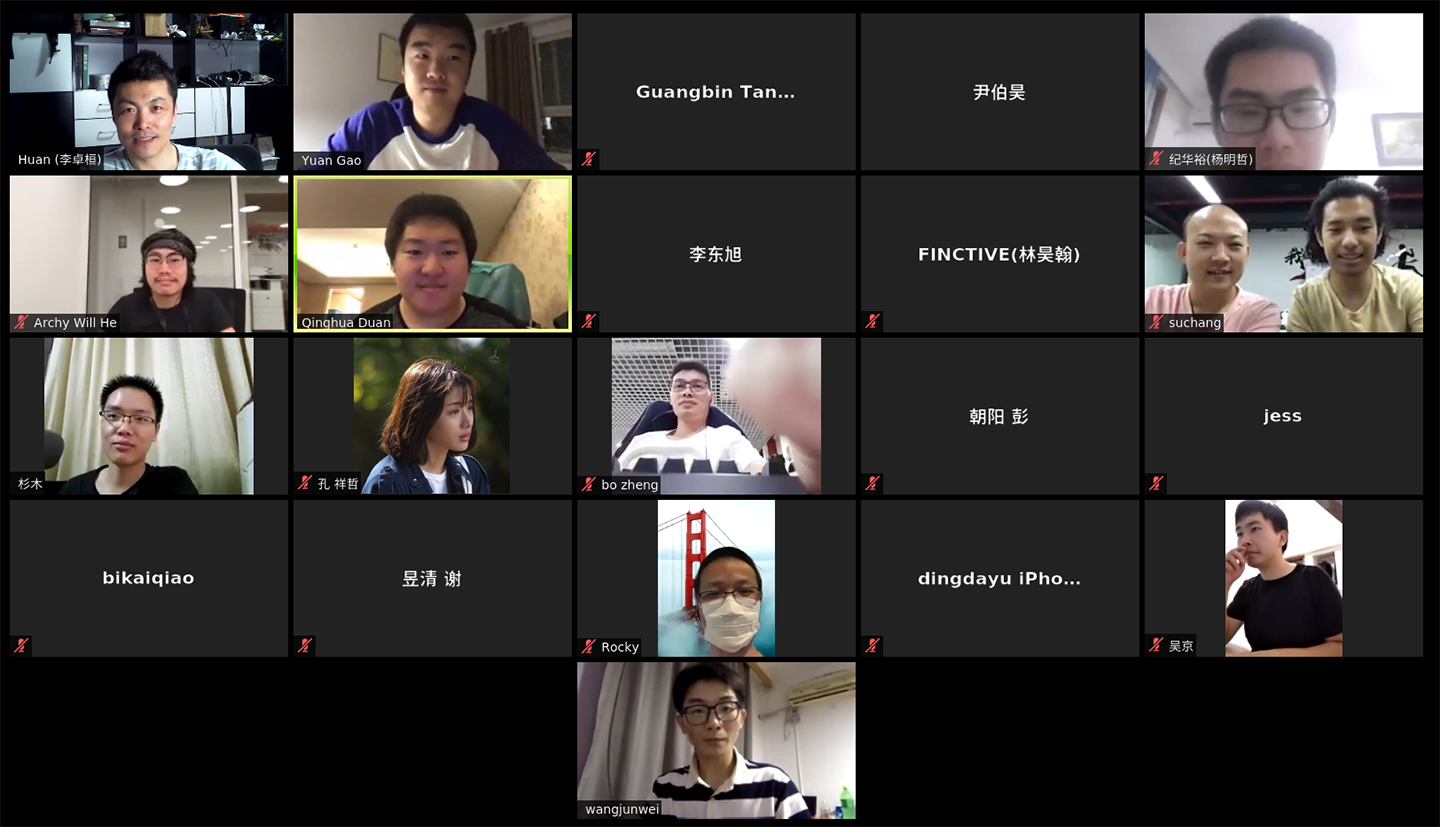 Huan (李卓桓)
Yuan Gao
Guangbin Tan...
尹伯昊
纪华裕(杨明哲)
Archy Will He
Qinghua Duan
李东旭
FINCTIVE(林昊翰)
我
suchang
杉木
孔 祥哲
bo zheng
朝阳 彭
jess
bikaiqiao
昱清 谢
Rocky
dingdayu iPho...
吴京
wangjunwei